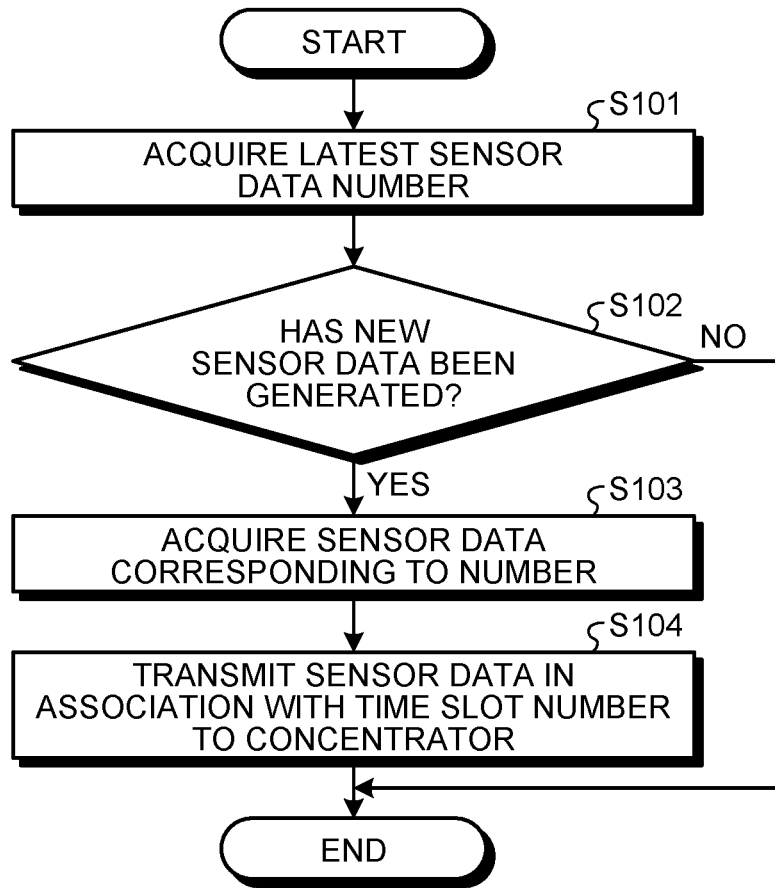 START
S101
ACQUIRE LATEST SENSOR
DATA NUMBER
S102
HAS NEW
SENSOR DATA BEEN
GENERATED?
NO
YES
S103
ACQUIRE SENSOR DATA
CORRESPONDING TO NUMBER
S104
TRANSMIT SENSOR DATA IN
ASSOCIATION WITH TIME SLOT NUMBER
TO CONCENTRATOR
END